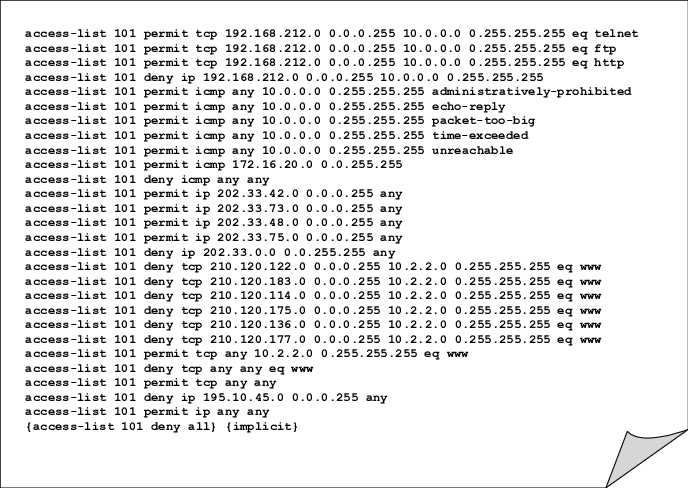 access-list 101 permit tcp 192.168.212.0 0.0.0.255 10.0.0.0 0.255.255.255 eq telnet
access-list 101 permit tcp 192.168.212.0 0.0.0.255 10.0.0.0 0.255.255.255 eq ftp
access-list 101 permit tcp 192.168.212.0 0.0.0.255 10.0.0.0 0.255.255.255 eq http
access-list 101 deny ip 192.168.212.0 0.0.0.255 10.0.0.0 0.255.255.255
access-list 101 permit icmp any 10.0.0.0 0.255.255.255 administratively-prohibited
access-list 101 permit icmp any 10.0.0.0 0.255.255.255 echo-reply
access-list 101 permit icmp any 10.0.0.0 0.255.255.255 packet-too-big
access-list 101 permit icmp any 10.0.0.0 0.255.255.255 time-exceeded
access-list 101 permit icmp any 10.0.0.0 0.255.255.255 unreachable
access-list 101 permit icmp 172.16.20.0 0.0.255.255
access-list 101 deny icmp any any
access-list 101 permit ip 202.33.42.0 0.0.0.255 any
access-list 101 permit ip 202.33.73.0 0.0.0.255 any
access-list 101 permit ip 202.33.48.0 0.0.0.255 any
access-list 101 permit ip 202.33.75.0 0.0.0.255 any
access-list 101 deny ip 202.33.0.0 0.0.255.255 any
access-list 101 deny tcp 210.120.122.0 0.0.0.255 10.2.2.0 0.255.255.255 eq www
access-list 101 deny tcp 210.120.183.0 0.0.0.255 10.2.2.0 0.255.255.255 eq www
access-list 101 deny tcp 210.120.114.0 0.0.0.255 10.2.2.0 0.255.255.255 eq www
access-list 101 deny tcp 210.120.175.0 0.0.0.255 10.2.2.0 0.255.255.255 eq www
access-list 101 deny tcp 210.120.136.0 0.0.0.255 10.2.2.0 0.255.255.255 eq www
access-list 101 deny tcp 210.120.177.0 0.0.0.255 10.2.2.0 0.255.255.255 eq www
access-list 101 permit tcp any 10.2.2.0 0.255.255.255 eq www
access-list 101 deny tcp any any eq www
access-list 101 permit tcp any any
access-list 101 deny ip 195.10.45.0 0.0.0.255 any
access-list 101 permit ip any any
{access-list 101 deny all} {implicit}